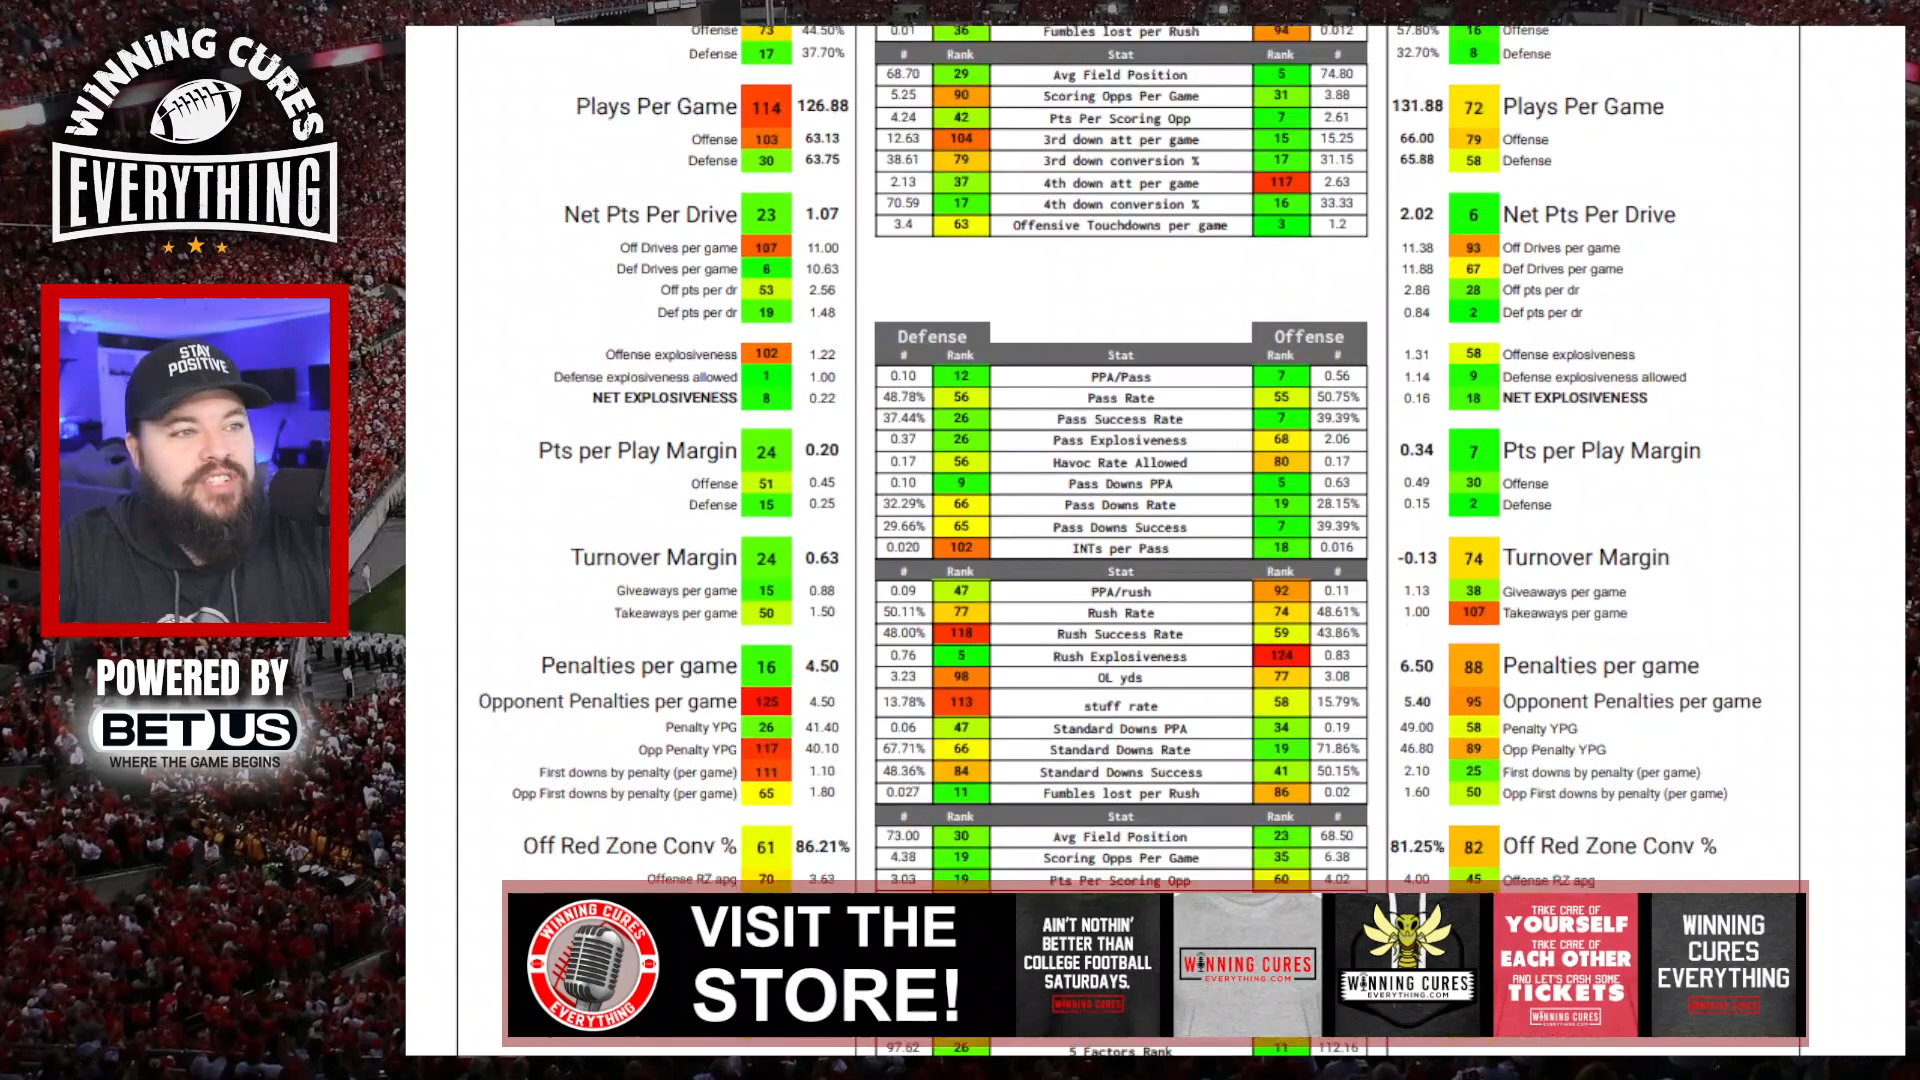 WINNING CURES
EVERYTHING
STAY
POSITIVE
POWERED BY
BETUS
WHERE THE GAME BEGINS
Offense 73 44.50%
Defense 17 37.70%
Plays Per Game 114 126.88
Offense 103 63.13
Defense 30 63.75
Net Pts Per Drive 23 1.07
Off Drives per game 107 11.00
Def Drives per game 6 10.63
Off pts per dr 53 2.56
Def pts per dr 19 1.48
Offense explosiveness 102 1.22
Defense explosiveness allowed 1 1.00
NET EXPLOSIVENESS 8 0.22
Pts per Play Margin 24 0.20
Offense 51 0.45
Defense 15 0.25
Turnover Margin 24 0.63
Giveaways per game 15 0.88
Takeaways per game 50 1.50
Penalties per game 16 4.50
Opponent Penalties per game 125 4.50
Penalty YPG 26 41.40
Opp Penalty YPG 117 40.10
First downs by penalty (per game) 111 1.10
Opp First downs by penalty (per game) 65 1.80
Off Red Zone Conv % 61 86.21%
Offense RZ apg 70 3.63
0.01 36 Fumbles lost per Rush 94 0.012
# Rank Stat Rank #
68.70 29 Avg Field Position 5 74.80
5.25 90 Scoring Opps Per Game 31 3.88
4.24 42 Pts Per Scoring Opp 7 2.61
12.63 104 3rd down att per game 15 15.25
38.61 79 3rd down conversion % 17 31.15
2.13 37 4th down att per game 117 2.63
70.59 17 4th down conversion % 16 33.33
3.4 63 Offensive Touchdowns per game 3 1.2
Defense Offense
# Rank Stat Rank #
0.10 12 PPA/Pass 7 0.56
48.78% 56 Pass Rate 55 50.75%
37.44% 26 Pass Success Rate 7 39.39%
0.37 26 Pass Explosiveness 68 2.06
0.17 56 Havoc Rate Allowed 80 0.17
0.10 9 Pass Downs PPA 5 0.63
32.29% 66 Pass Downs Rate 19 28.15%
29.66% 65 Pass Downs Success 7 39.39%
0.020 102 INTs per Pass 18 0.016
# Rank Stat Rank #
0.09 47 PPA/rush 92 0.11
50.11% 77 Rush Rate 74 48.61%
48.00% 118 Rush Success Rate 59 43.86%
0.76 5 Rush Explosiveness 124 0.83
3.23 98 OL yds 77 3.08
13.78% 113 stuff rate 58 15.79%
0.06 47 Standard Downs PPA 34 0.19
67.71% 66 Standard Downs Rate 19 71.86%
48.36% 84 Standard Downs Success 41 50.15%
0.027 11 Fumbles lost per Rush 86 0.02
# Rank Stat Rank #
73.00 30 Avg Field Position 23 68.50
4.38 19 Scoring Opps Per Game 35 6.38
3.03 19 Pts Per Scoring Opp 60 4.02
97.62 26 5 Factors Rank 11 112.16
57.80% 16 Offense
32.70% 8 Defense
131.88 72 Plays Per Game
66.00 79 Offense
65.88 58 Defense
2.02 6 Net Pts Per Drive
11.38 93 Off Drives per game
11.88 67 Def Drives per game
2.86 28 Off pts per dr
0.84 2 Def pts per dr
1.31 58 Offense explosiveness
1.14 9 Defense explosiveness allowed
0.16 18 NET EXPLOSIVENESS
0.34 7 Pts per Play Margin
0.49 30 Offense
0.15 2 Defense
-0.13 74 Turnover Margin
1.13 38 Giveaways per game
1.00 107 Takeaways per game
6.50 88 Penalties per game
5.40 95 Opponent Penalties per game
49.00 58 Penalty YPG
46.80 89 Opp Penalty YPG
2.10 25 First downs by penalty (per game)
1.60 50 Opp First downs by penalty (per game)
81.25% 82 Off Red Zone Conv %
4.00 45 Offense RZ apg
WINNING CURES
EVERYTHING
VISIT THE
STORE!
AIN'T NOTHIN'
BETTER THAN
COLLEGE FOOTBALL
SATURDAYS.
WINNING CURES
WINNING CURES
EVERYTHING.COM
WINNING CURES
EVERYTHING.COM
TAKE CARE OF
YOURSELF
TAKE CARE OF
EACH OTHER
AND LET'S CASH SOME
TICKETS
WINNING CURES
WINNING
CURES
EVERYTHING